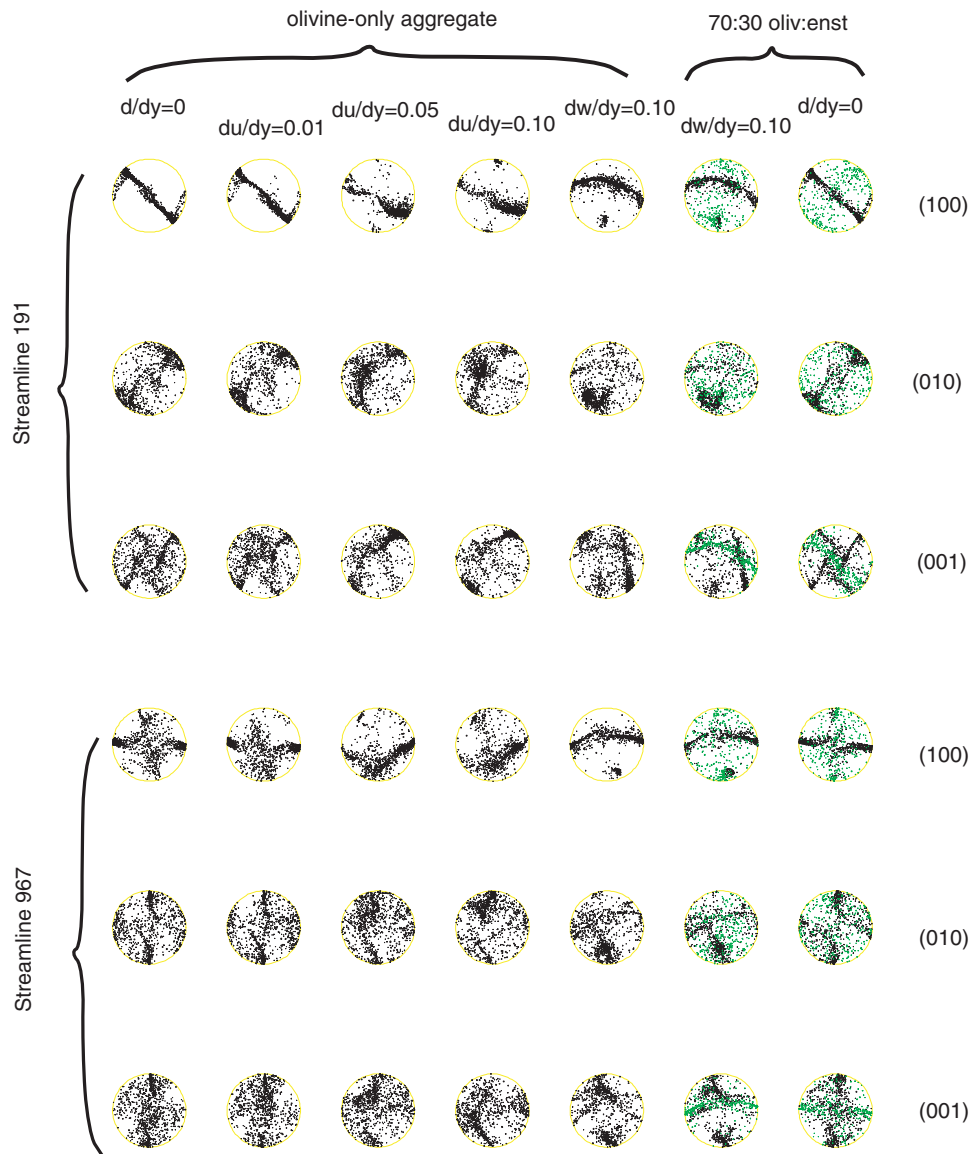 olivine-only aggregate
70:30 oliv:enst
d/dy=0
du/dy=0.01
du/dy=0.05
du/dy=0.10
dw/dy=0.10
dw/dy=0.10
d/dy=0
Streamline 191
(100)
(010)
(001)
Streamline 967
(100)
(010)
(001)